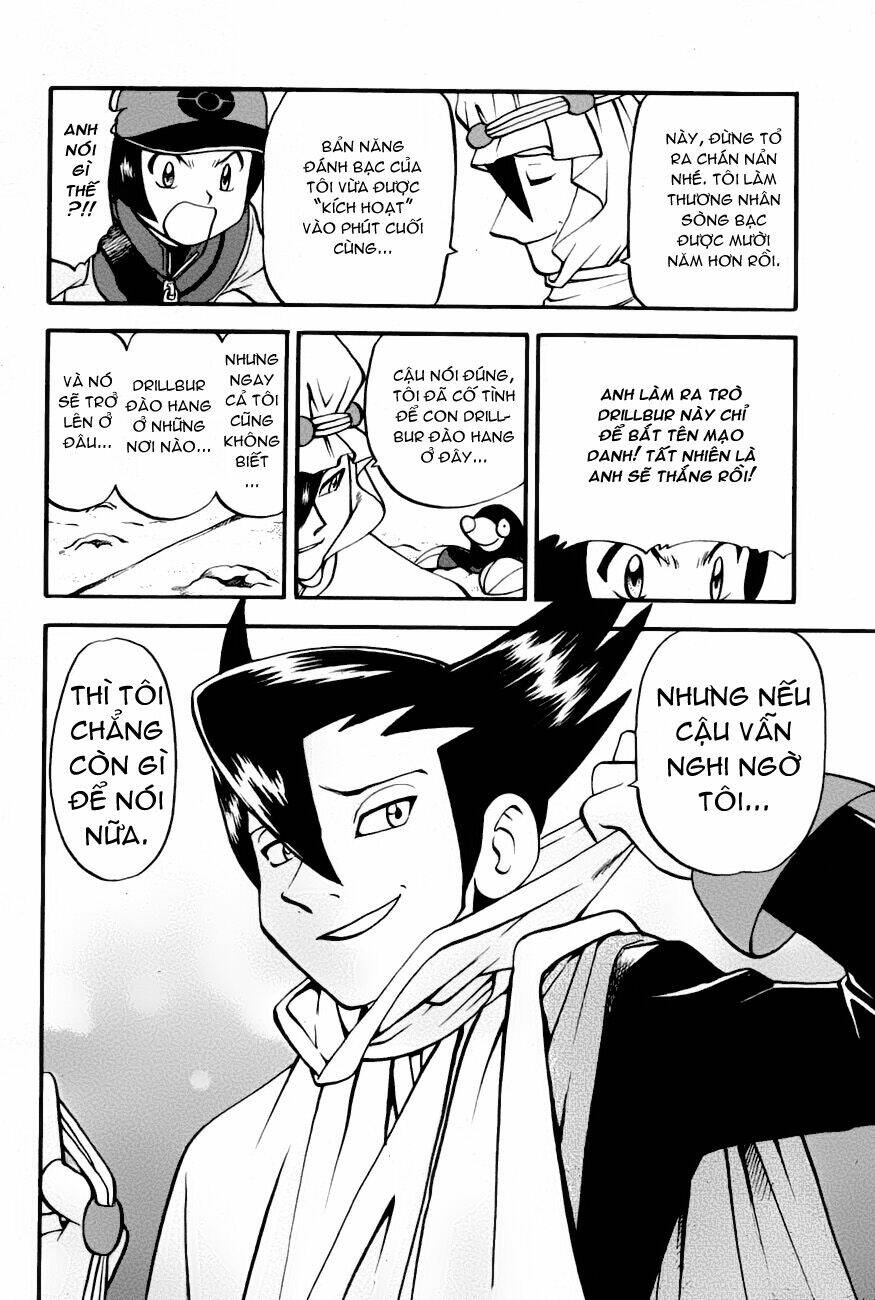 NÀY, ĐỪNG TỎ
RA CHÁN NẢN
NHÉ. TÔI LÀM
THƯƠNG NHÂN
SÒNG BẠC
ĐƯỢC MƯỜI
NĂM HƠN RỒI.
BẢN NĂNG
ĐÁNH BẠC CỦA
TÔI VỪA ĐƯỢC
"KÍCH HOẠT"
VÀO PHÚT CUỐI
CÙNG...
ANH
NÓI
GÌ
THẾ
?!!
ANH LÀM RA TRÒ
DRILLBUR NÀY CHỈ
ĐỂ BẮT TÊN MẠO
DANH! TẤT NHIÊN LÀ
ANH SẼ THẮNG RỒI!
CẬU NÓI ĐÚNG,
TÔI ĐÃ CỐ TÌNH
ĐỂ CON DRILL-
BUR ĐÀO HANG
Ở ĐÂY...
NHƯNG
NGAY
CẢ TÔI
CŨNG
KHÔNG
BIẾT
...
DRILLBUR
ĐÀO HANG
Ở NHỮNG
NƠI NÀO...
VÀ NÓ
SẼ TRỞ
LÊN Ở
ĐÂU...
NHƯNG NẾU
CẬU VẪN
NGHI NGỜ
TÔI...
THÌ TÔI
CHẲNG
CÒN GÌ
ĐỂ NÓI
NỮA.